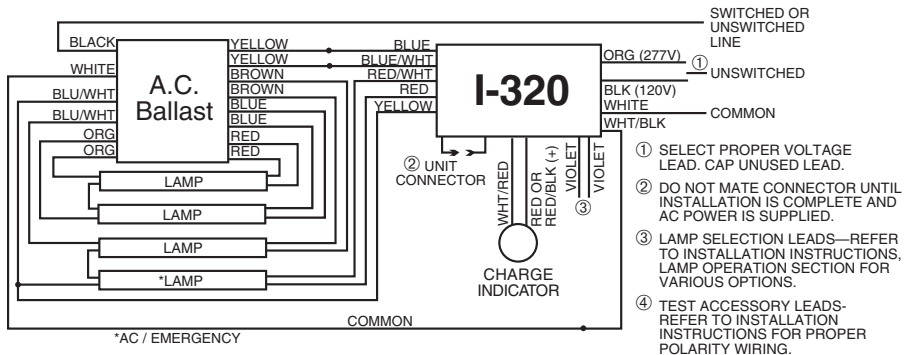 SWITCHED OR
UNSWITCHED
LINE
BLACK
YELLOW
BLUE
YELLOW
BLUE/WHT
WHITE
BROWN
RED/WHT
BLU/WHT
BROWN
RED
BLU/WHT
BLUE
YELLOW
ORG
BLUE
ORG
RED
RED
A.C.
Ballast
I-320
ORG (277V)
①
UNSWITCHED
BLK (120V)
WHITE
COMMON
WHT/BLK
② UNIT
CONNECTOR
WHT/RED
RED OR
RED/BLK (+)
VIOLET
VIOLET
③
LAMP
LAMP
LAMP
*LAMP
CHARGE
INDICATOR
COMMON
*AC / EMERGENCY
① SELECT PROPER VOLTAGE
LEAD. CAP UNUSED LEAD.
② DO NOT MATE CONNECTOR UNTIL
INSTALLATION IS COMPLETE AND
AC POWER IS SUPPLIED.
③ LAMP SELECTION LEADS—REFER
TO INSTALLATION INSTRUCTIONS,
LAMP OPERATION SECTION FOR
VARIOUS OPTIONS.
④ TEST ACCESSORY LEADS-
REFER TO INSTALLATION
INSTRUCTIONS FOR PROPER
POLARITY WIRING.